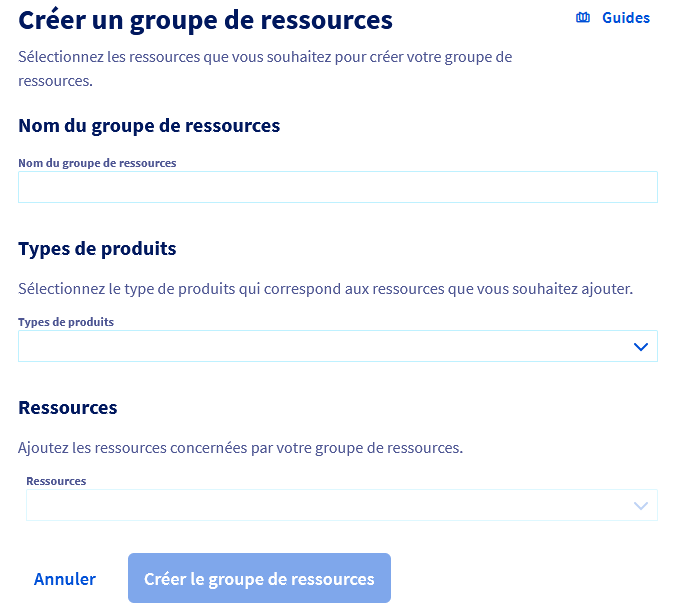 Créer un groupe de ressources
Guides
Sélectionnez les ressources que vous souhaitez pour créer votre groupe de
ressources.
Nom du groupe de ressources
Nom du groupe de ressources
Types de produits
Sélectionnez le type de produits qui correspond aux ressources que vous souhaitez ajouter.
Types de produits
Ressources
Ajoutez les ressources concernées par votre groupe de ressources.
Ressources
Annuler
Créer le groupe de ressources